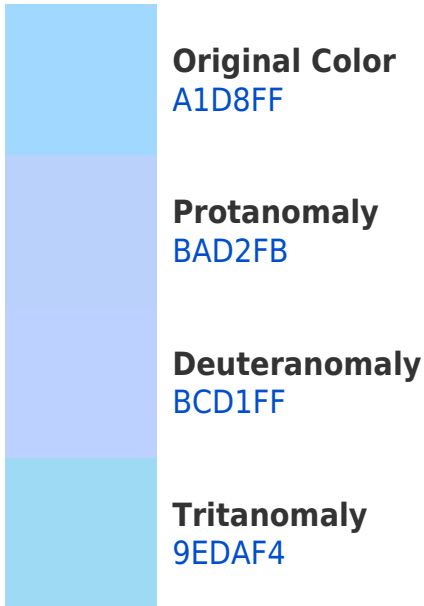 Original Color
A1D8FF
Protanomaly
BAD2FB
Deuteranomaly
BCD1FF
Tritanomaly
9EDAF4